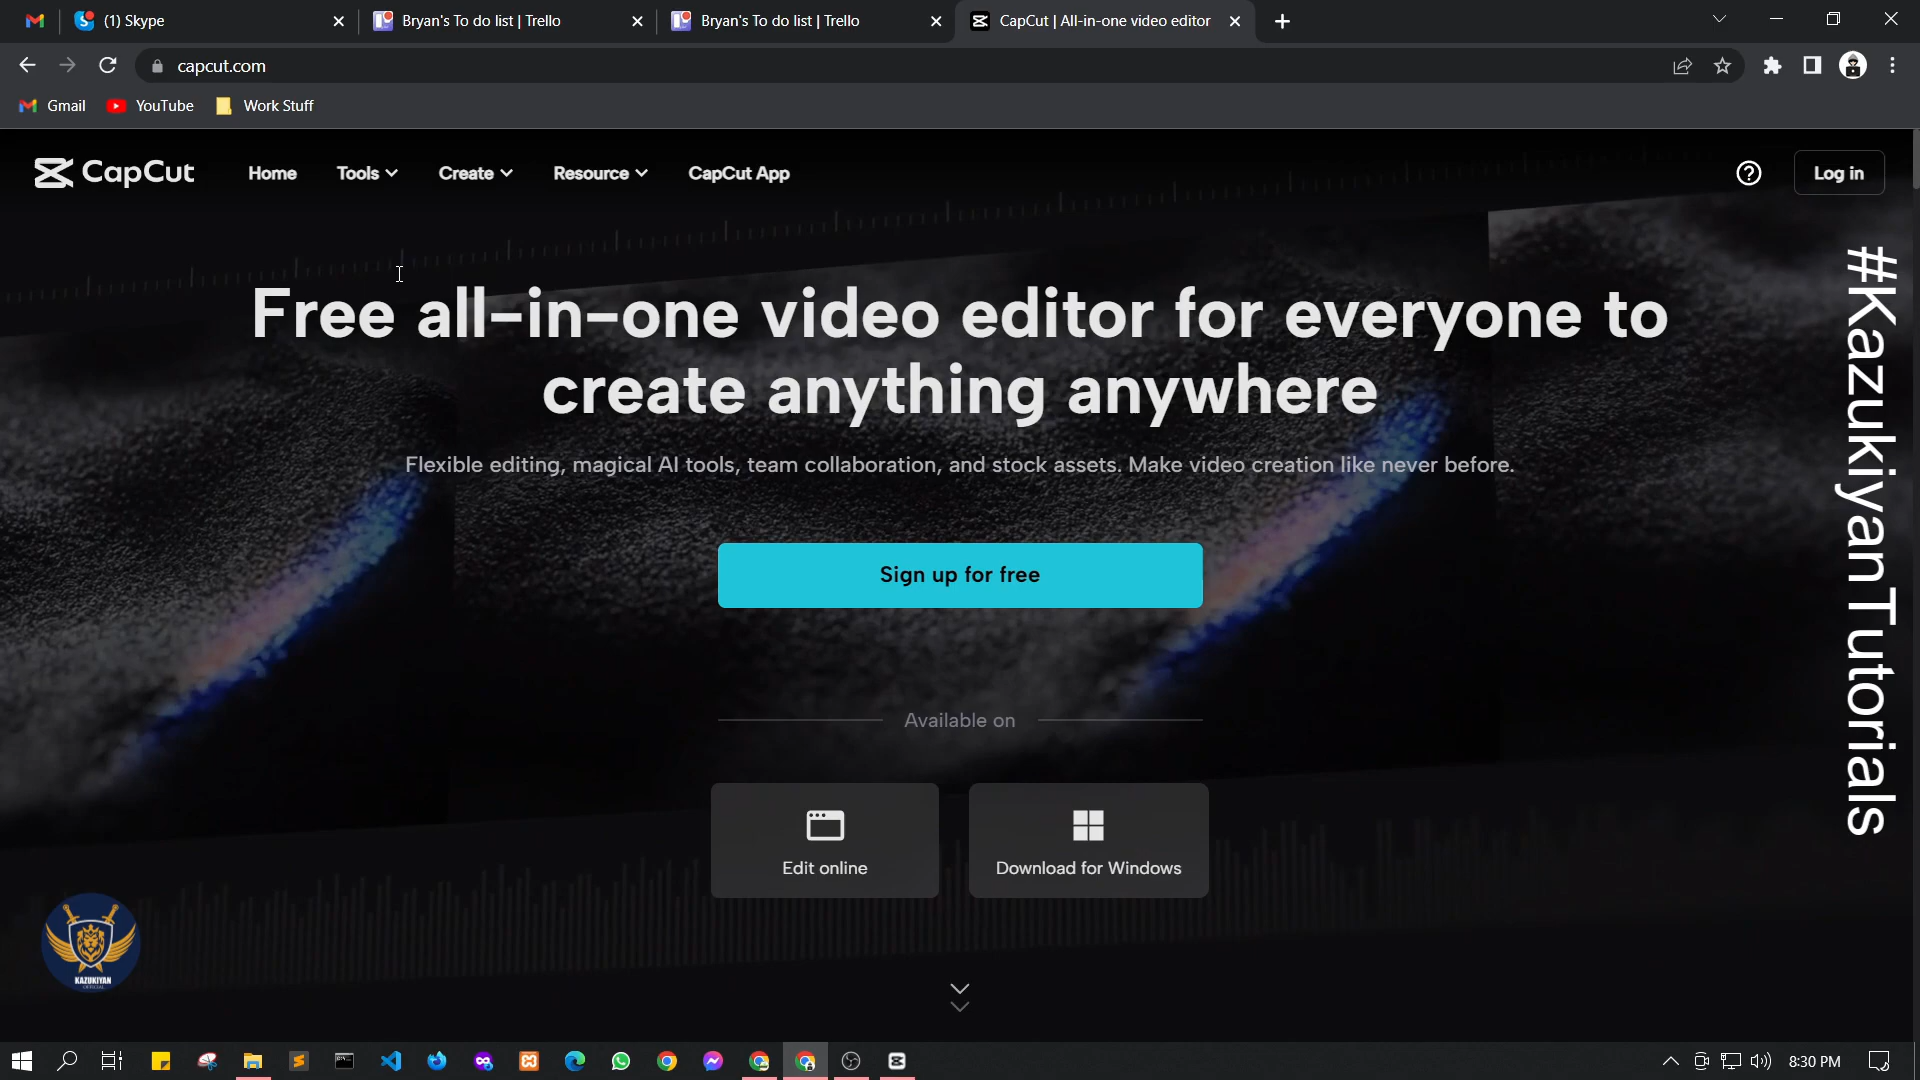 (1) Skype
Bryan's To do list | Trello
Bryan's To do list | Trello
CapCut | All-in-one video editor
capcut.com
Gmail
YouTube
Work Stuff
CapCut
Home
Tools
Create
Resource
CapCut App
Log in
Free all-in-one video editor for everyone to
create anything anywhere
Flexible editing, magical AI tools, team collaboration, and stock assets. Make video creation like never before.
Sign up for free
Available on
Edit online
Download for Windows
#KazukiyanTutorials
KAZUKIYAN
OFFICIAL
8:30 PM